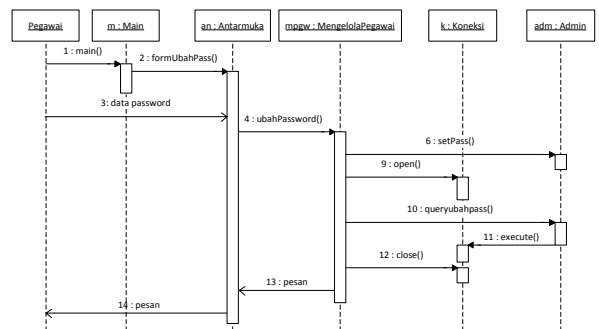 Pegawai
m : Main
an : Antarmuka
mpgw : MengelolaPegawai
k : Koneksi
adm : Admin
1 : main()
2 : formUbahPass()
3: data password
4 : ubahPassword()
6 : setPass()
9 : open()
10 : queryubahpass()
11 : execute()
12 : close()
13 : pesan
14 : pesan